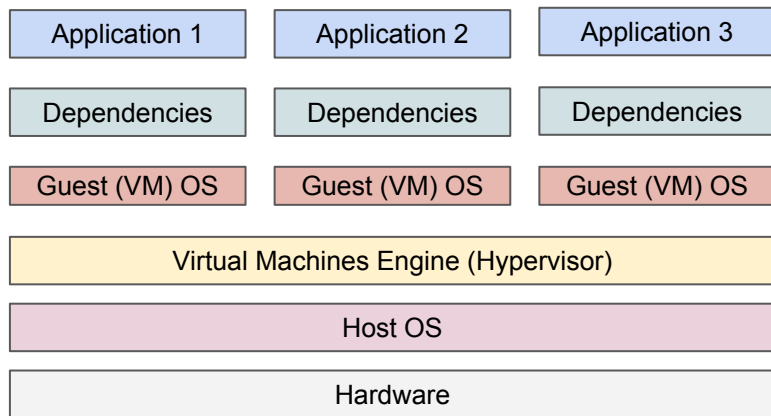 Application 1
Application 2
Application 3
Dependencies
Dependencies
Dependencies
Guest (VM) OS
Guest (VM) OS
Guest (VM) OS
Virtual Machines Engine (Hypervisor)
Host OS
Hardware